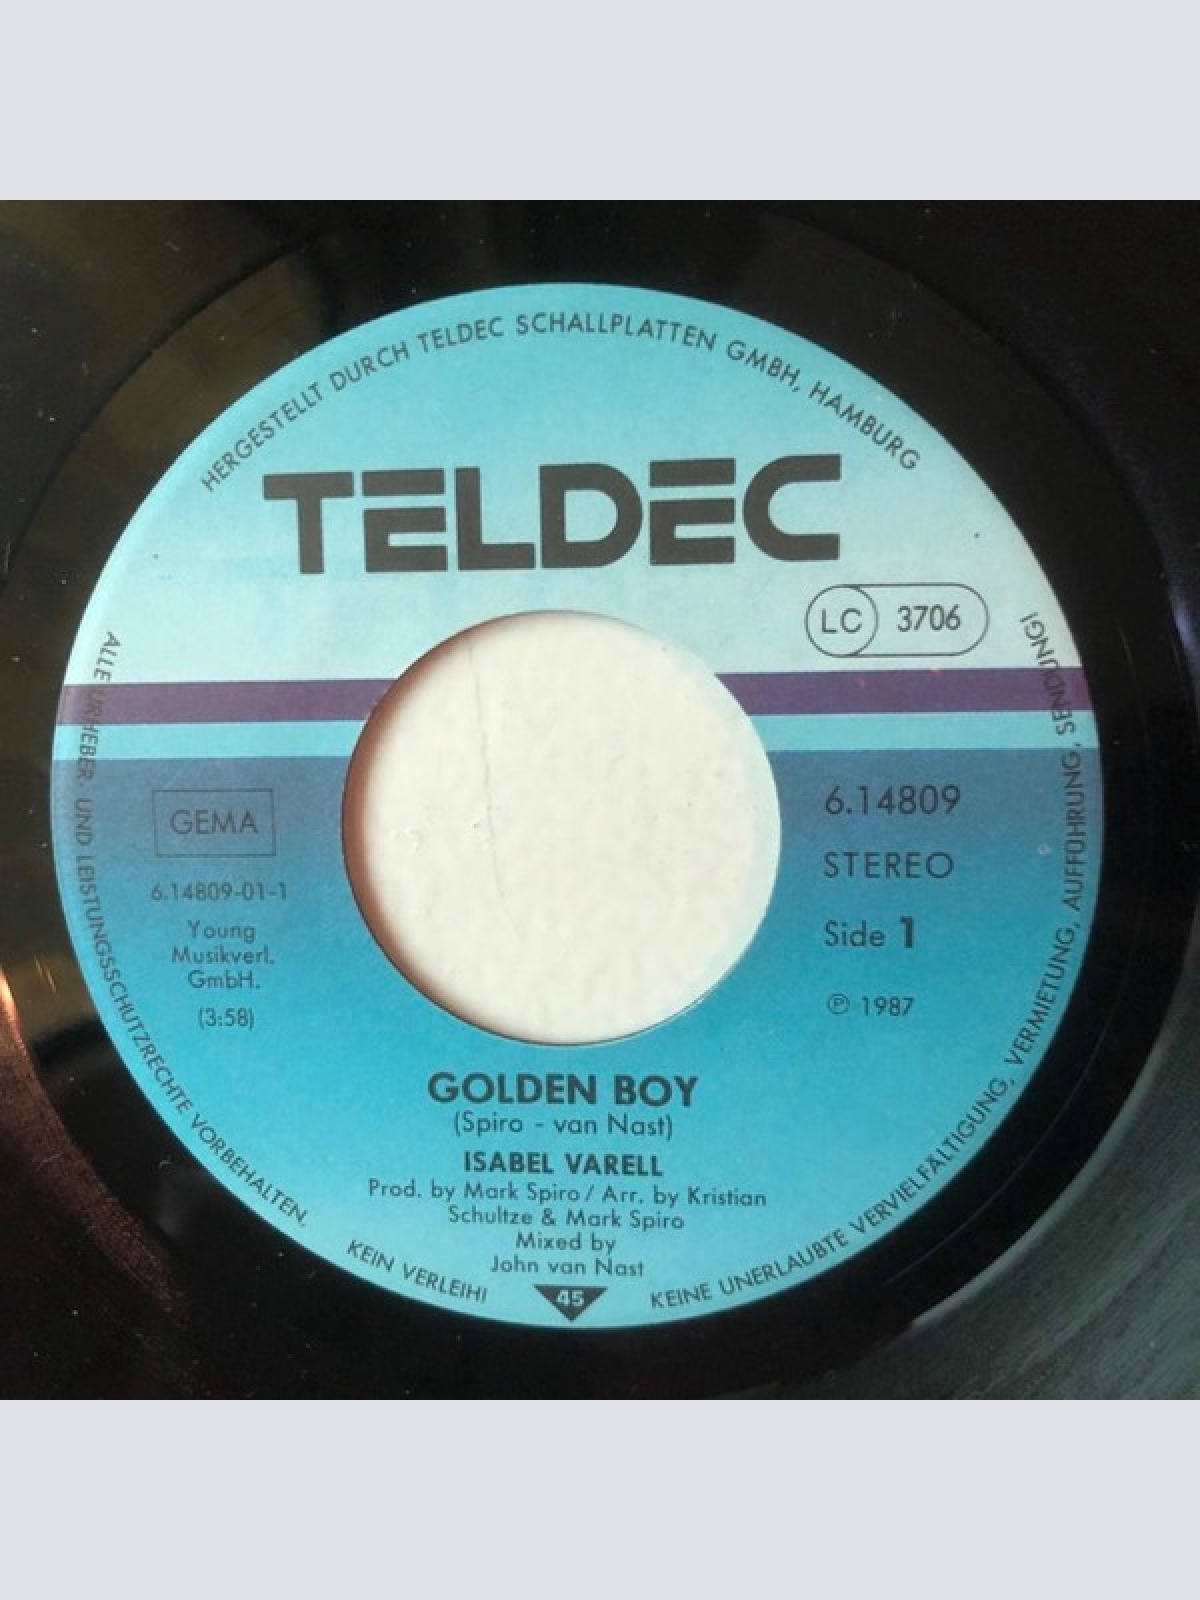 HERGESTELLT DURCH TELDEC SCHALLPLATTEN GMBH, HAMBURG
TELDEC
LC 3706
GEMA
6.14809-01-1
Young
Musikverl.
GmbH.
(3:58)
6.14809
STEREO
Side 1
℗ 1987
GOLDEN BOY
(Spiro - van Nast)
ISABEL VARELL
Prod. by Mark Spiro / Arr. by Kristian
Schultze & Mark Spiro
Mixed by
John van Nast
45
ALLE URHEBER- UND LEISTUNGSSCHUTZRECHTE VORBEHALTEN.
KEIN VERLEIH!
KEINE UNERLAUBTE VERVIELFÄLTIGUNG, VERMIETUNG, AUFFÜHRUNG, SENDUNG!